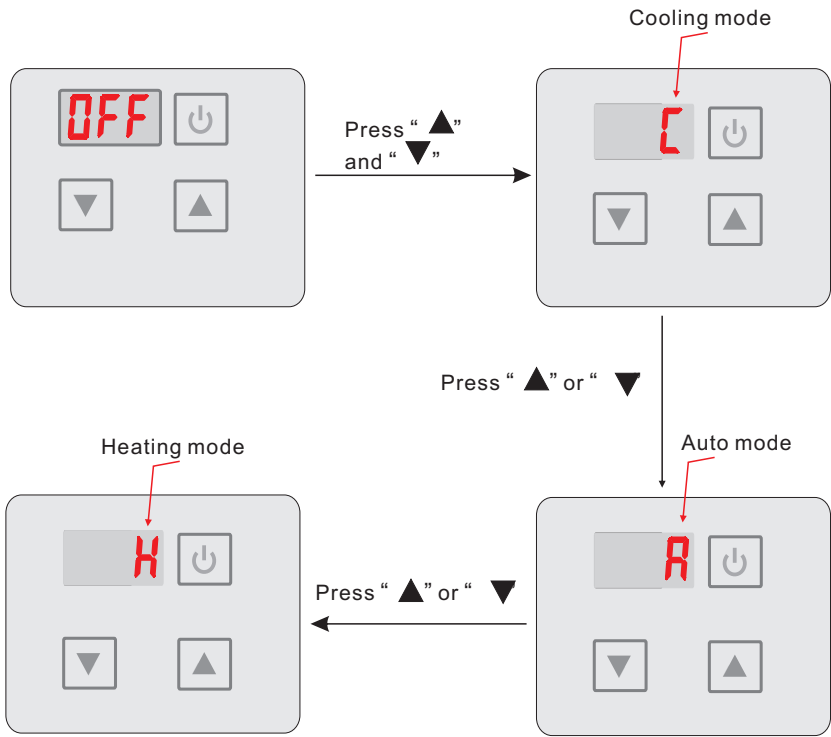 Cooling mode
OFF
Press “ ▲”
and “ ▼”
C
Press “ ▲” or “ ▼”
Heating mode
Auto mode
H
A
Press “ ▲” or “ ▼”